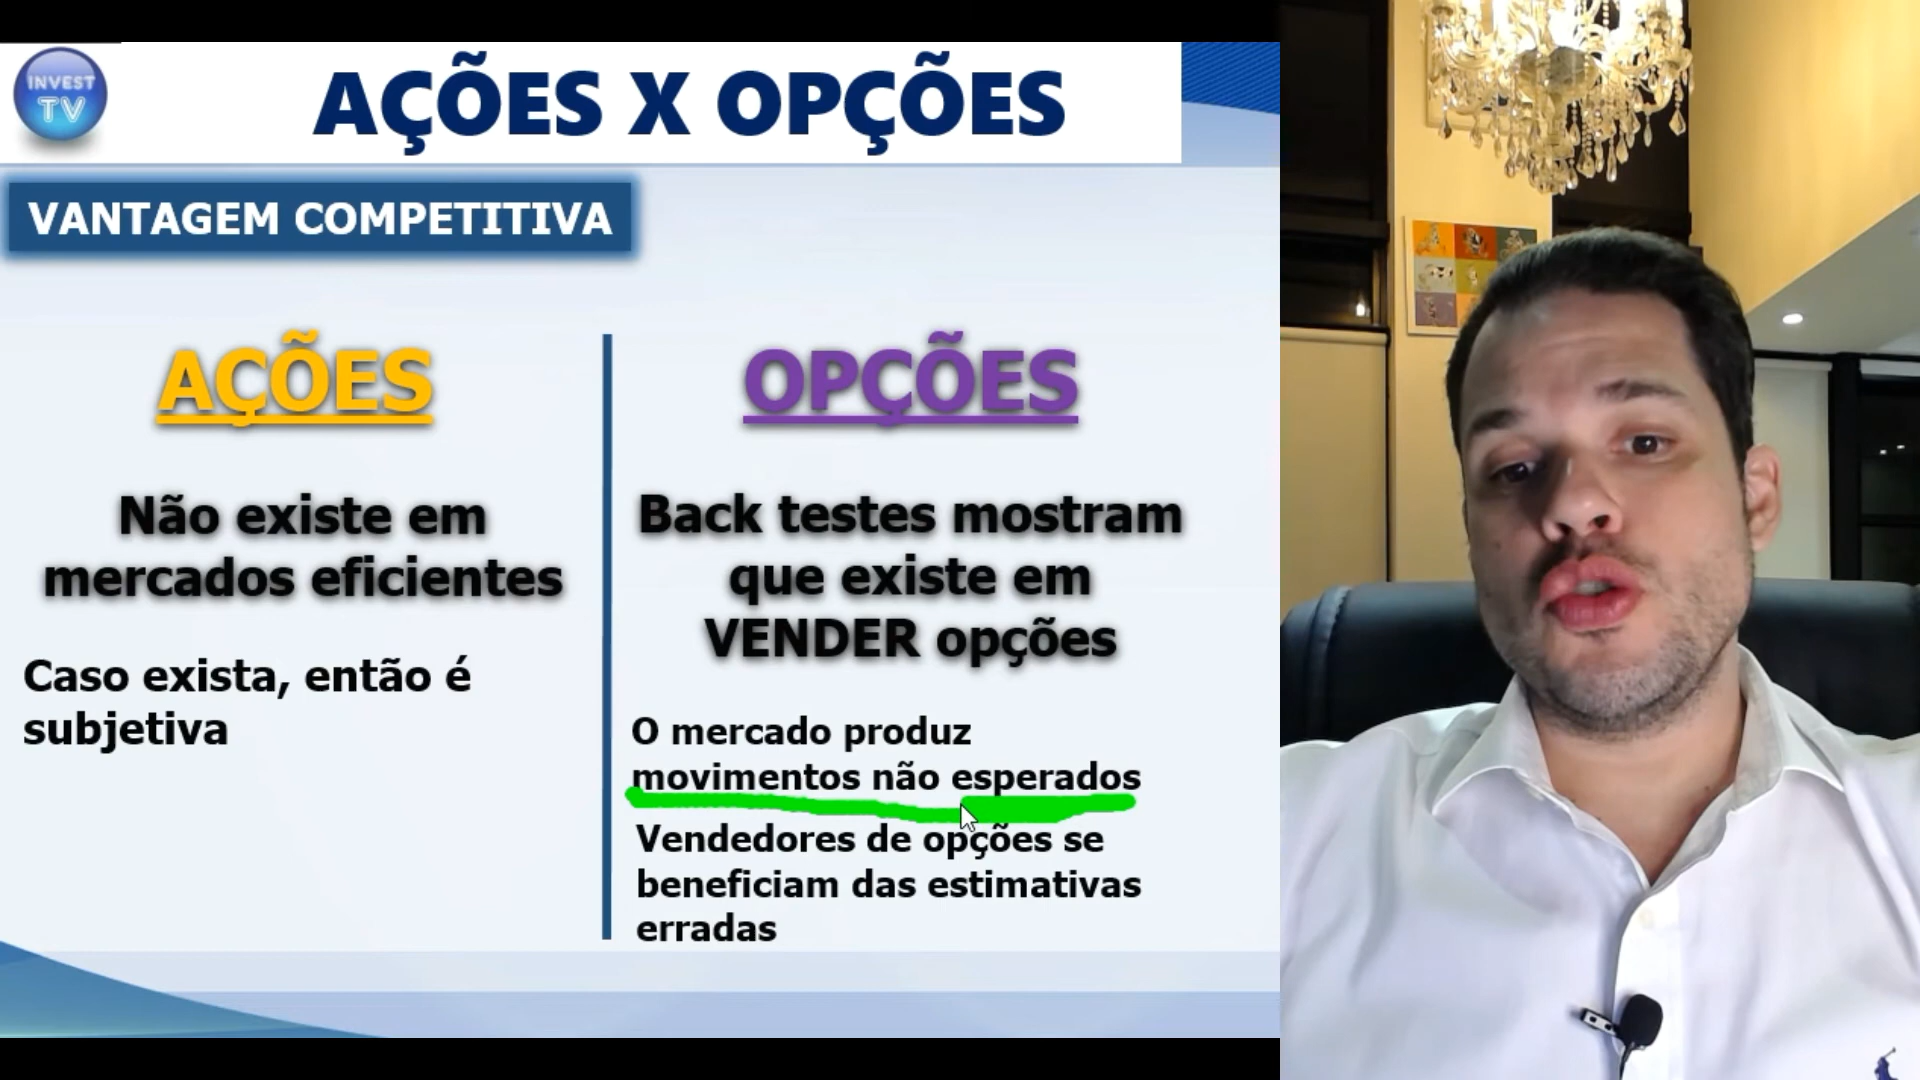 INVEST
TV
AÇÕES X OPÇÕES
VANTAGEM COMPETITIVA
AÇÕES
Não existe em
mercados eficientes
Caso exista, então é
subjetiva
OPÇÕES
Back testes mostram
que existe em
VENDER opções
O mercado produz
movimentos não esperados
Vendedores de opções se
beneficiam das estimativas
erradas